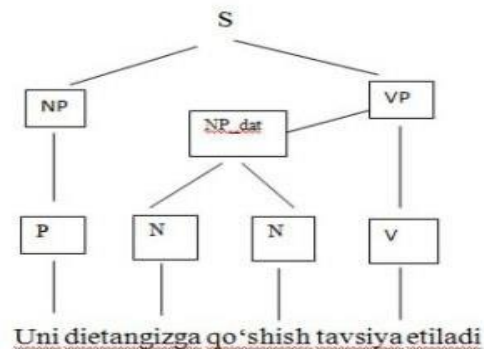 S
NP
VP
NP_dat
P
N
N
V
Uni dietangizga qo‘shish tavsiya etiladi